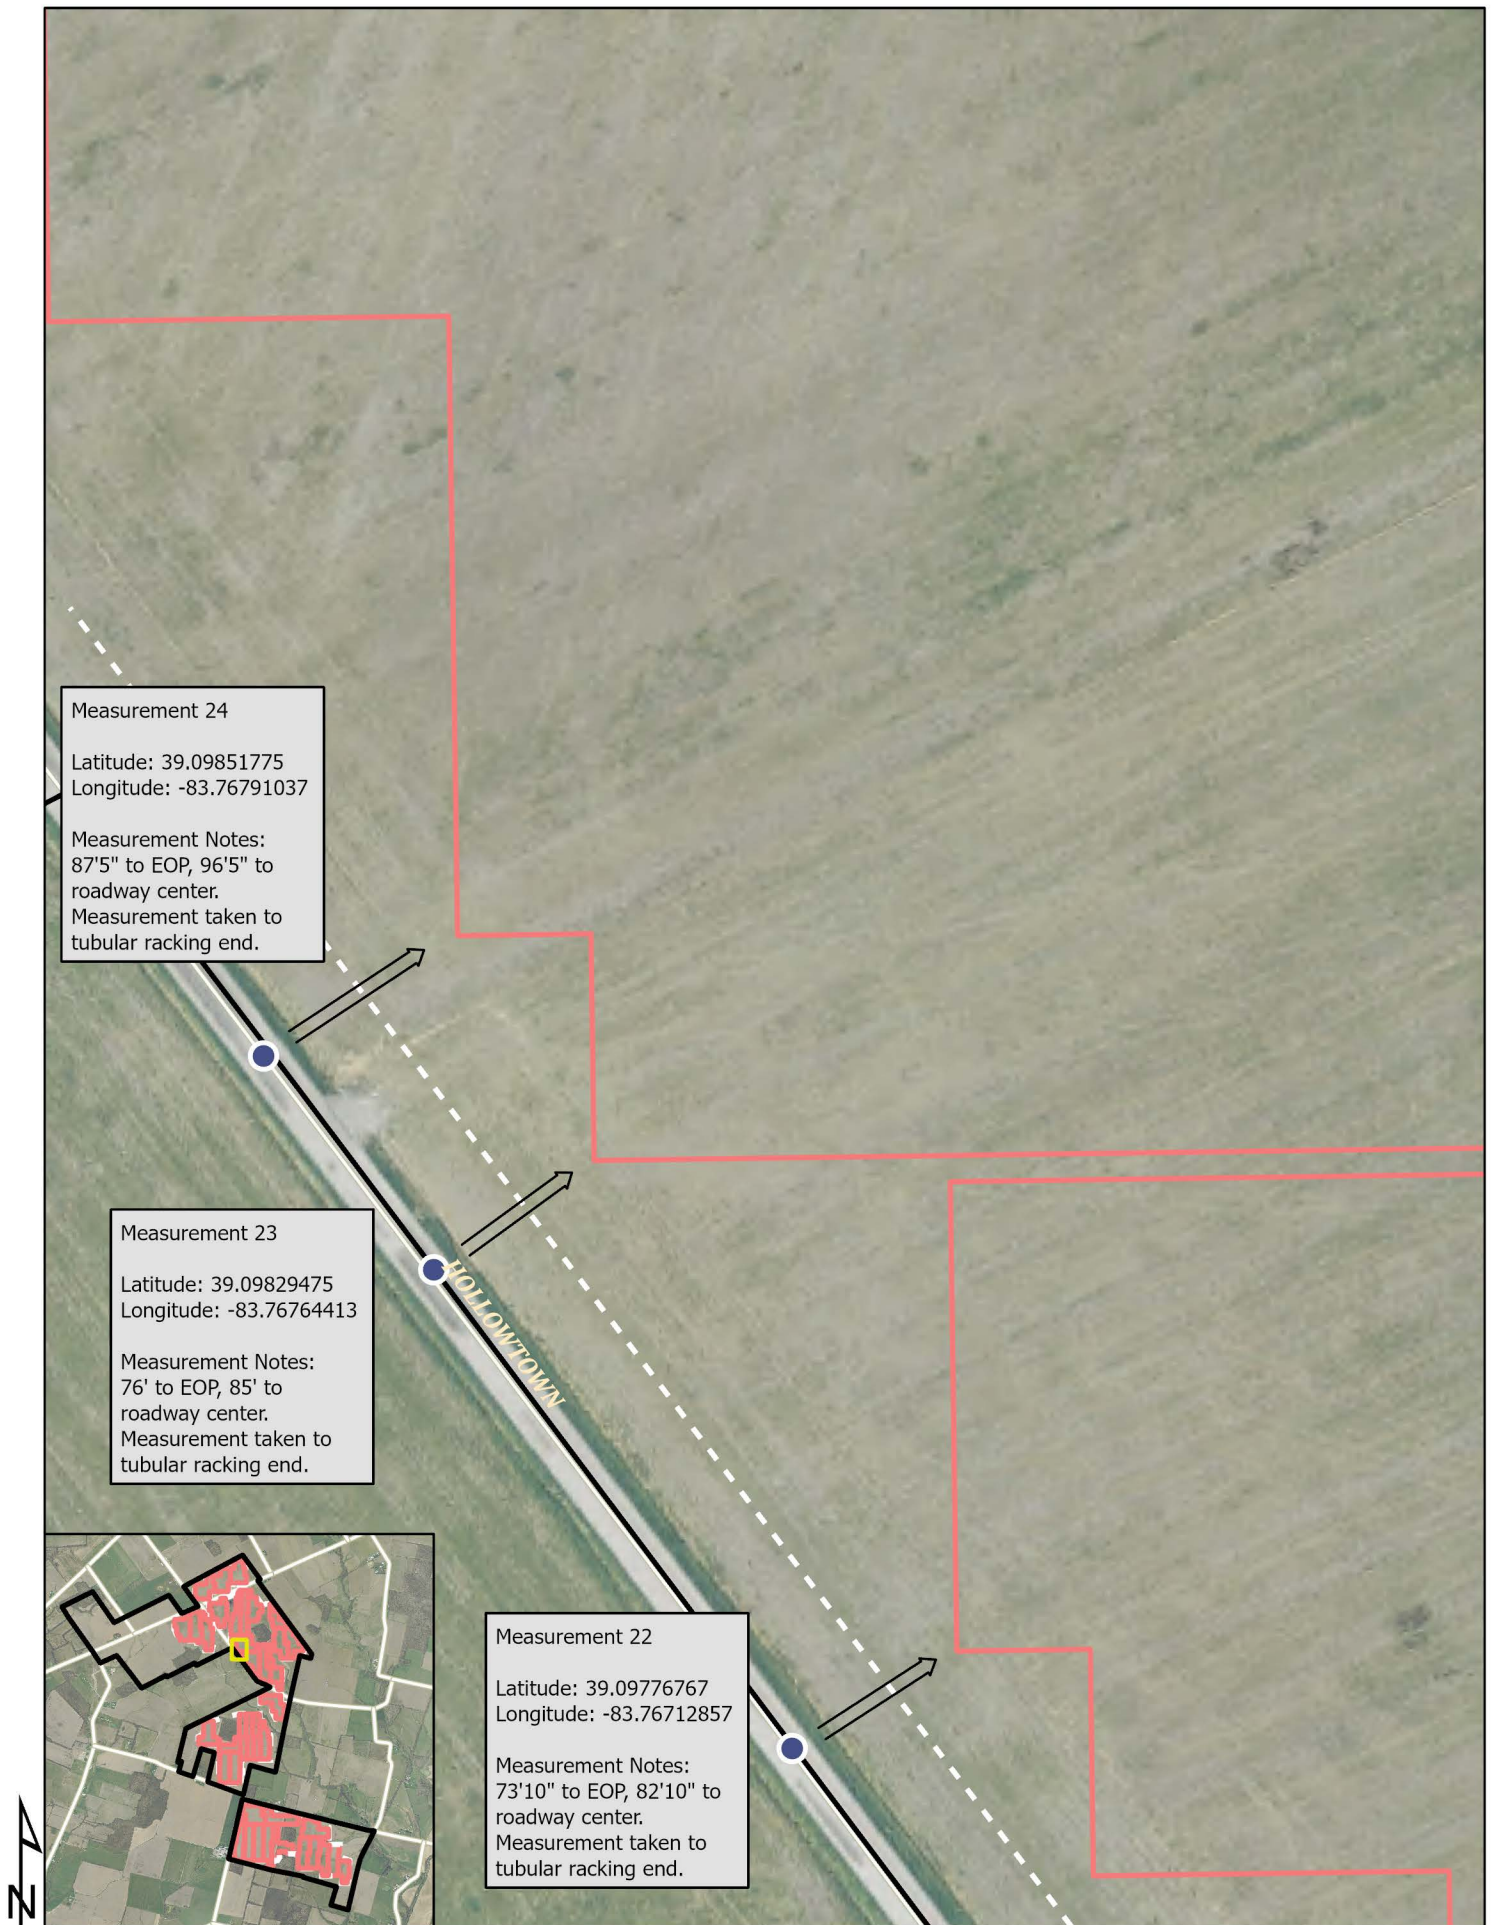 Measurement 24
Latitude: 39.09851775
Longitude: -83.76791037
Measurement Notes:
87'5" to EOP, 96'5" to
roadway center.
Measurement taken to
tubular racking end.
Measurement 23
Latitude: 39.09829475
Longitude: -83.76764413
Measurement Notes:
76' to EOP, 85' to
roadway center.
Measurement taken to
tubular racking end.
HOLLOWTOWN
Measurement 22
Latitude: 39.09776767
Longitude: -83.76712857
Measurement Notes:
73'10" to EOP, 82'10" to
roadway center.
Measurement taken to
tubular racking end.
N